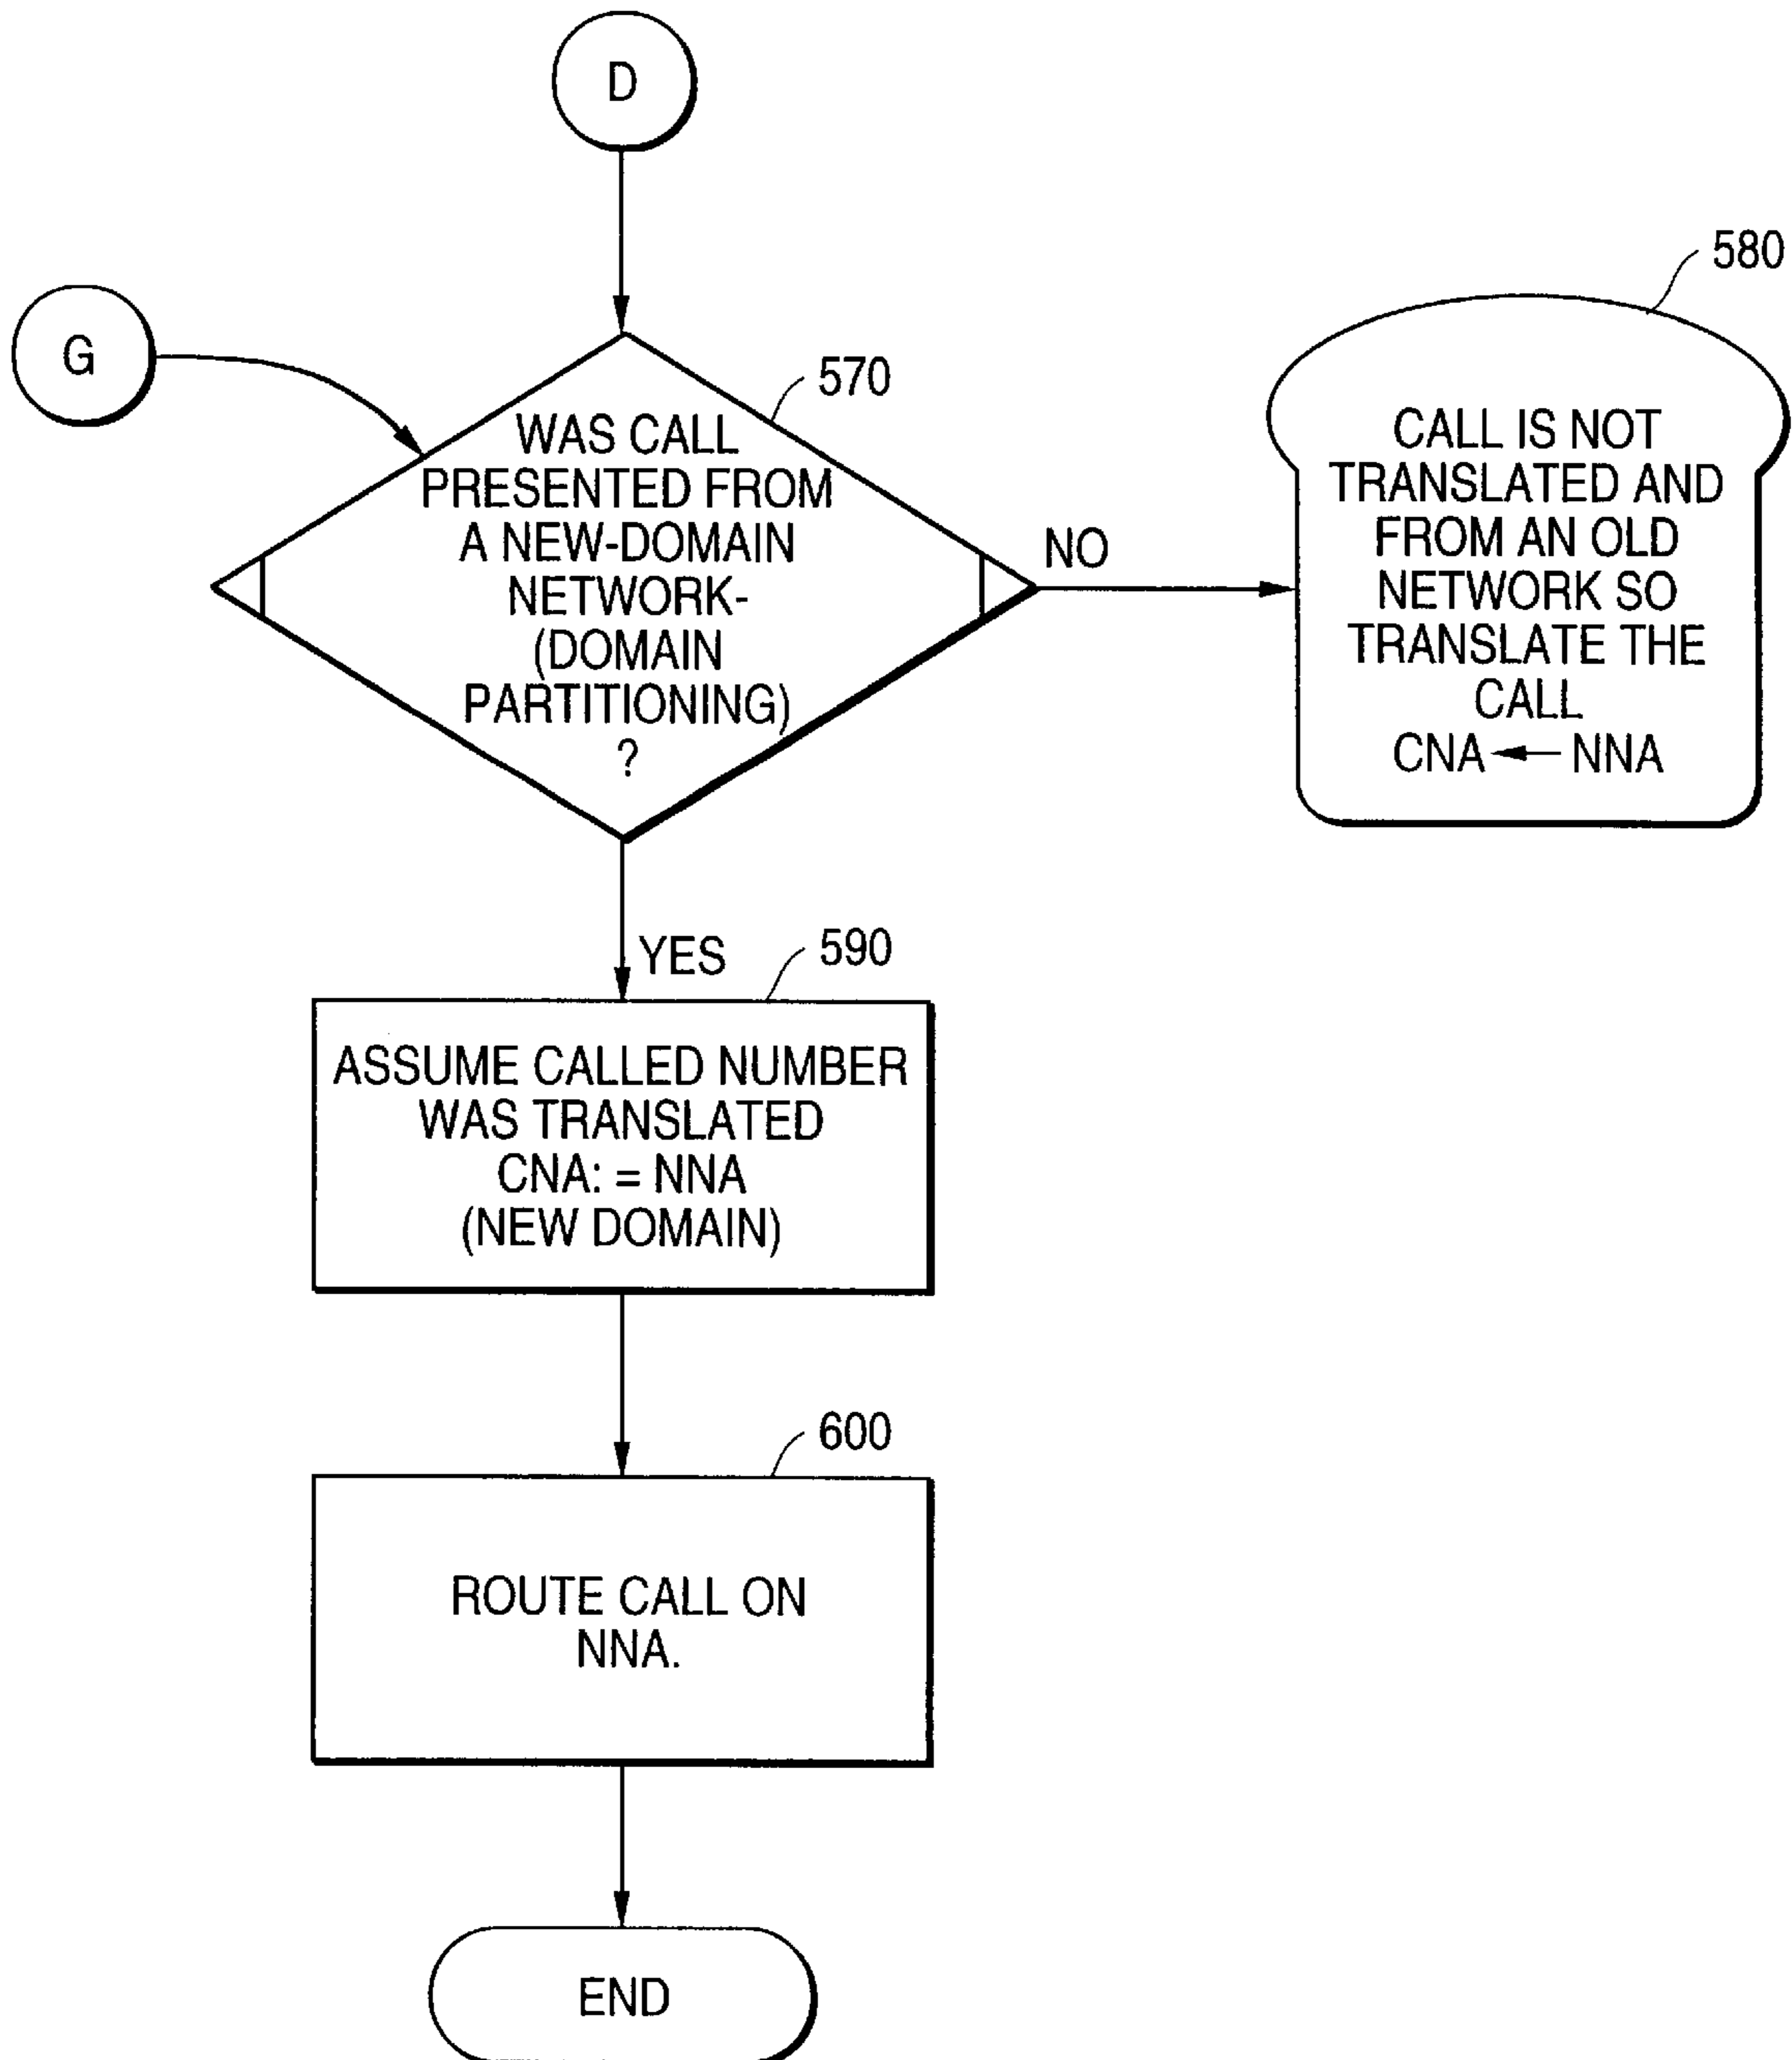 D
G
570
WAS CALL
PRESENTED FROM
A NEW-DOMAIN
NETWORK-
(DOMAIN
PARTITIONING)
?
NO
580
CALL IS NOT
TRANSLATED AND
FROM AN OLD
NETWORK SO
TRANSLATE THE
CALL
CNA ← NNA
YES
590
ASSUME CALLED NUMBER
WAS TRANSLATED
CNA: = NNA
(NEW DOMAIN)
600
ROUTE CALL ON
NNA.
END